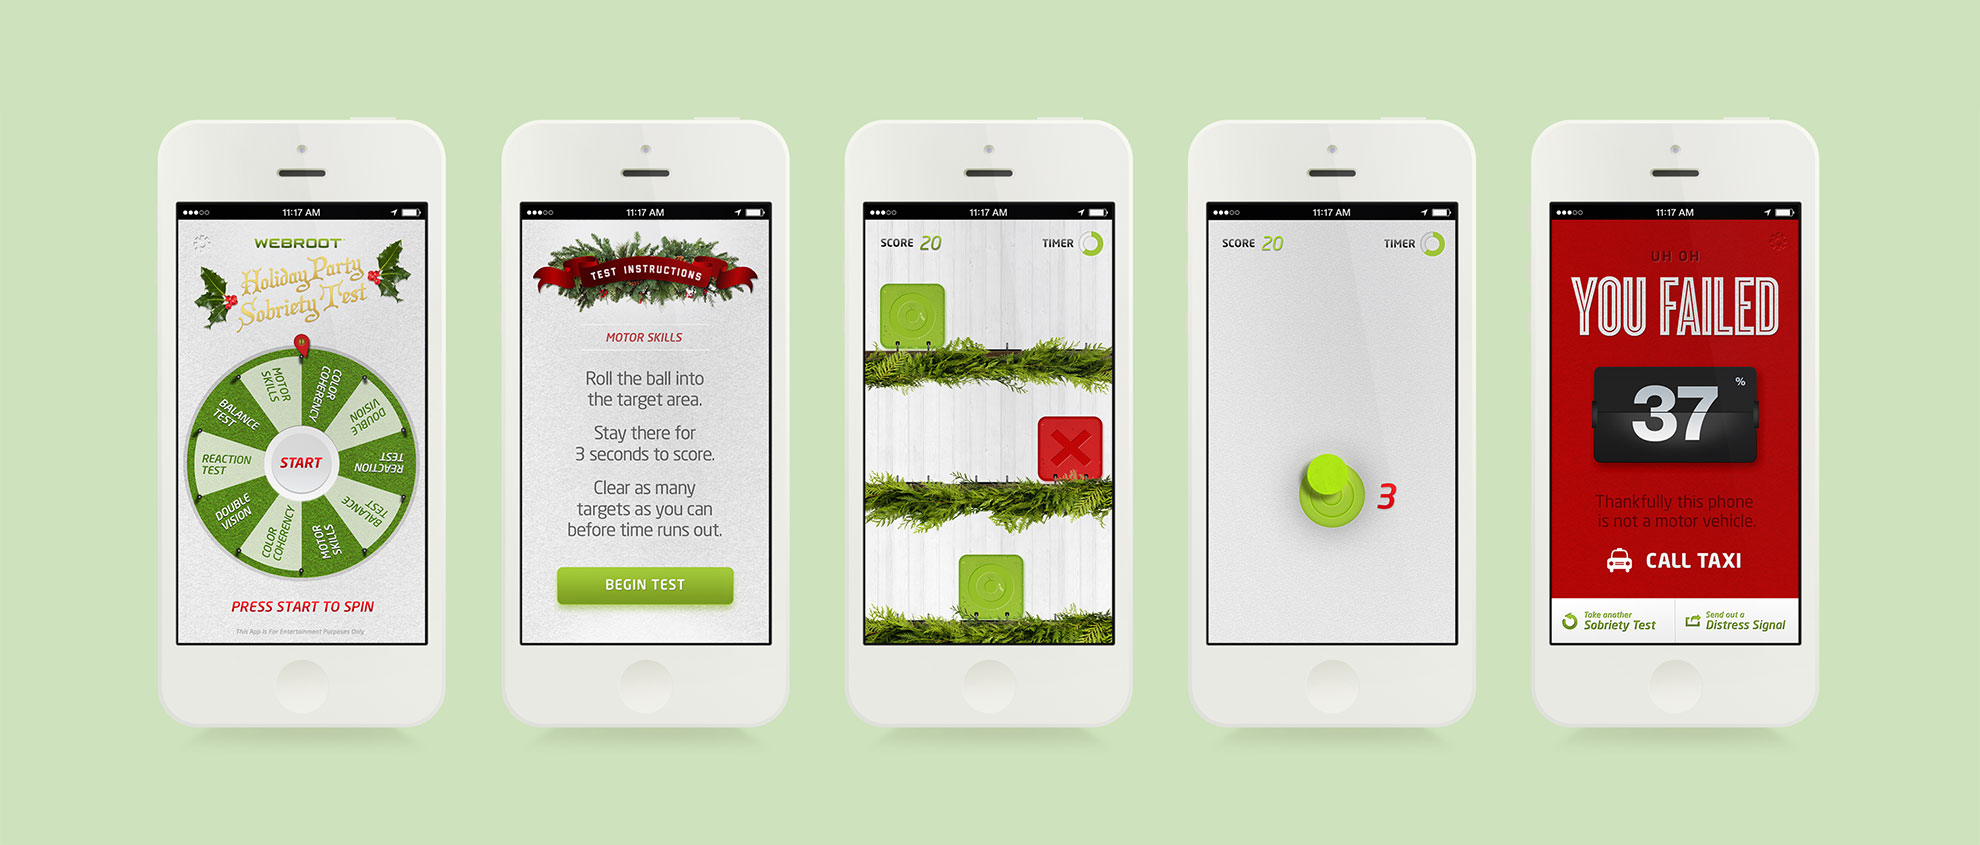 11:17 AM
WEBROOT
Holiday Party
Sobriety Test
MOTOR
SKILLS
COLOR
COHERENCY
DOUBLE
VISION
REACTION
TEST
BALANCE
TEST
MOTOR
SKILLS
COLOR
COHERENCY
DOUBLE
VISION
REACTION
TEST
BALANCE
TEST
START
PRESS START TO SPIN
This App Is For Entertainment Purposes Only
11:17 AM
TEST INSTRUCTIONS
MOTOR SKILLS
Roll the ball into
the target area.
Stay there for
3 seconds to score.
Clear as many
targets as you can
before time runs out.
BEGIN TEST
11:17 AM
SCORE 20
TIMER
11:17 AM
SCORE 20
TIMER
3
11:17 AM
UH OH
YOU FAILED
37 %
Thankfully this phone
is not a motor vehicle.
CALL TAXI
Take another
Sobriety Test
Send out a
Distress Signal